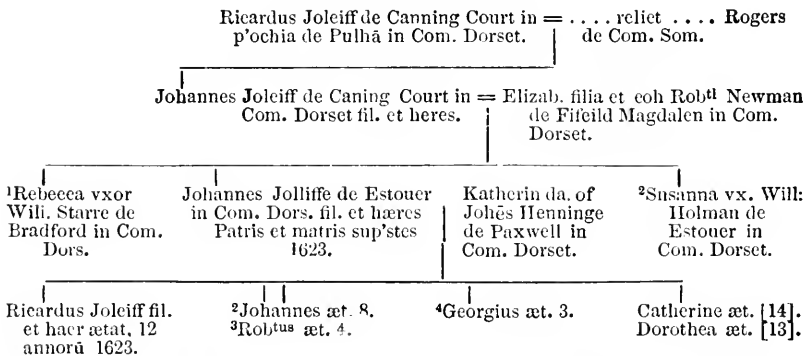 Ricardus Joleiff de Canning Court in = . . . . relict . . . . Rogers
p'ochia de Pulhā in Com. Dorset. de Com. Som.
Johannes Joleiff de Caning Court in = Elizab. filia et coh Robtl Newman
Com. Dorset fil. et heres. de Fifeild Magdalen in Com.
Dorset.
¹Rebecca vxor
Wili. Starre de
Bradford in Com.
Dors.
Johannes Jolliffe de Estouer
in Com. Dors. fil. et hæres
Patris et matris sup'stes
1623.
Katherin da. of
Johēs Henninge
de Paxwell in
Com. Dorset.
²Susanna vx. Will:
Holman de
Estouer in
Com. Dorset.
Ricardus Joleiff fil.
et haer ætat, 12
annorū 1623.
²Johannes æt. 8.
³Robtus æt. 4.
⁴Georgius æt. 3.
Catherine æt. [14].
Dorothea æt. [13].